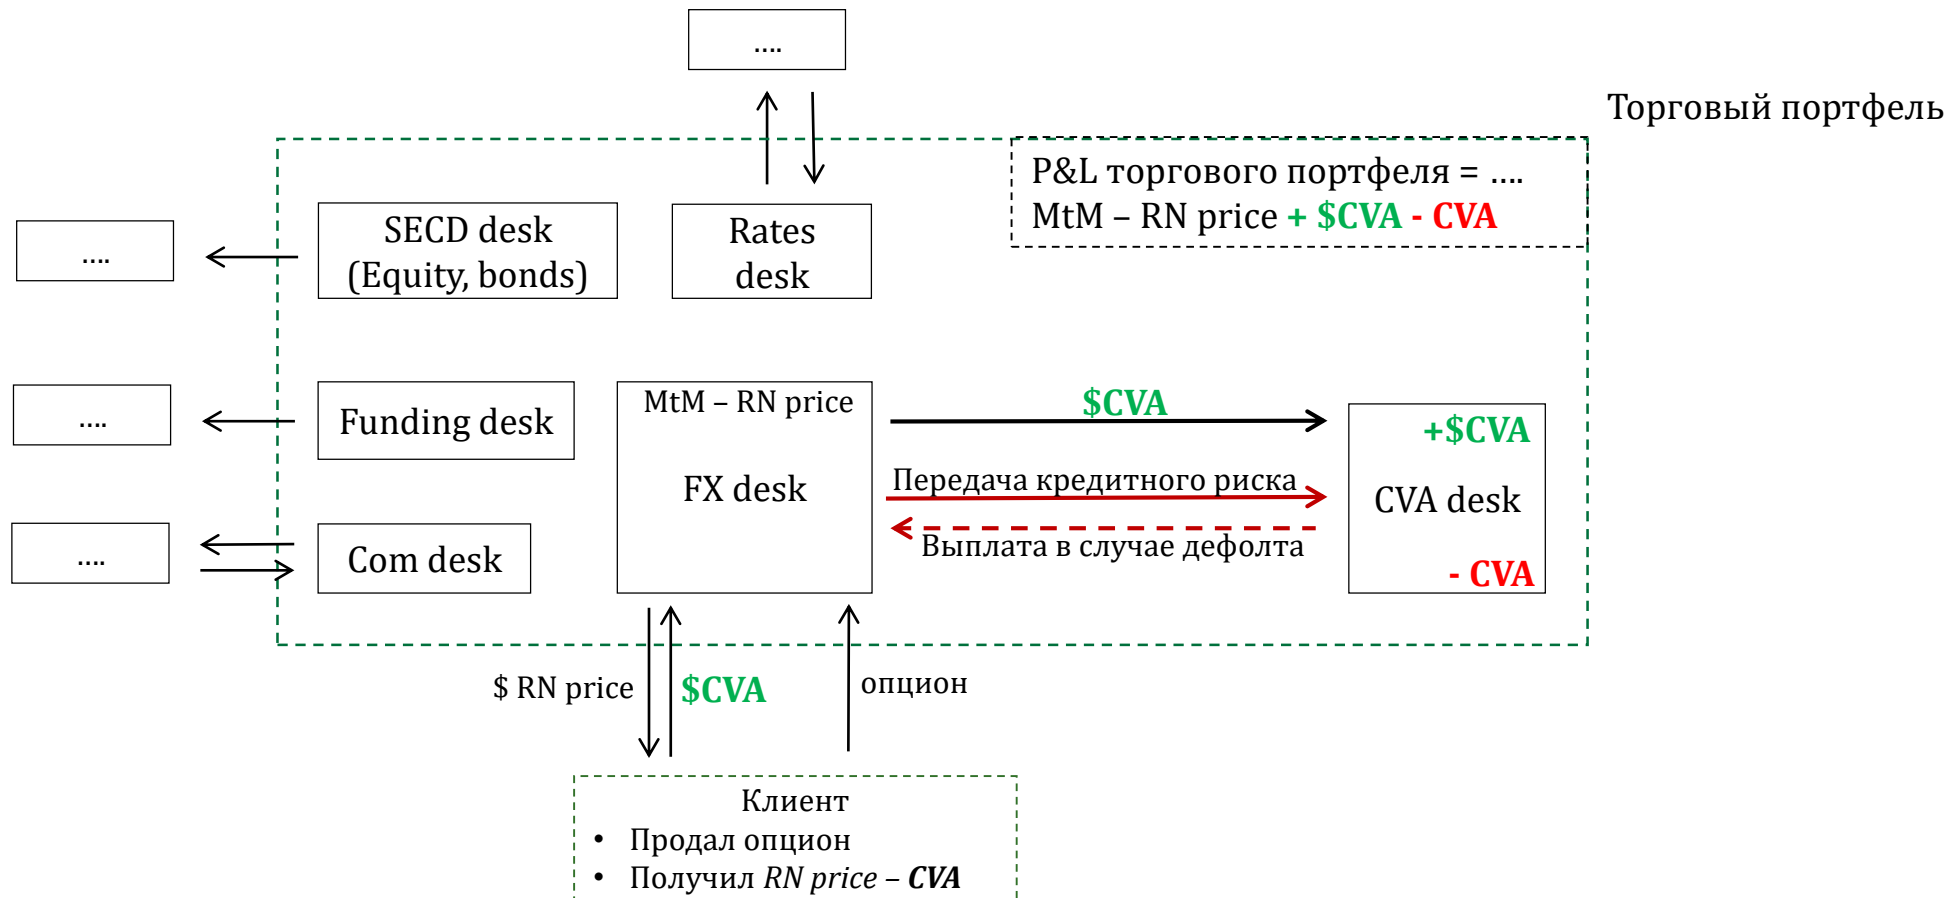 ....
Торговый портфель
P&L торгового портфеля = ....
MtM – RN price + $CVA - CVA
....
SECD desk
(Equity, bonds)
Rates
desk
....
Funding desk
MtM – RN price
FX desk
$CVA
Передача кредитного риска
Выплата в случае дефолта
+$CVA
CVA desk
- CVA
....
Com desk
$ RN price
$CVA
опцион
Клиент
• Продал опцион
• Получил RN price – CVA